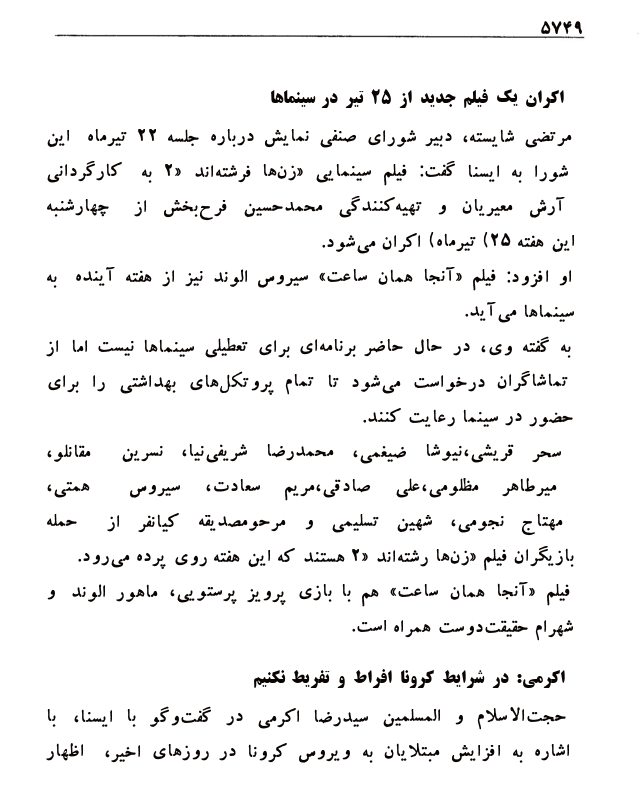 ۵۷۴۹
اکران یک فیلم جدید از ۲۵ تیر در سینماها
مرتضی شایسته، دبیر شورای صنفی نمایش درباره جلسه ۲۲ تیرماه این
شورا به ایسنا گفت: فیلم سینمایی «زن‌ها فرشته‌اند «۲ به کارگردانی
آرش معیریان و تهیه‌کنندگی محمدحسین فرح‌بخش از چهارشنبه
این هفته ۲۵) تیرماه) اکران می‌شود.
او افزود: فیلم «آنجا همان ساعت» سیروس الوند نیز از هفته آینده به
سینماها می‌آید.
به گفته وی، در حال حاضر برنامه‌ای برای تعطیلی سینماها نیست اما از
تماشاگران درخواست می‌شود تا تمام پروتکل‌های بهداشتی را برای
حضور در سینما رعایت کنند.
سحر قریشی،نیوشا ضیغمی، محمدرضا شریفی‌نیا، نسرین مقانلو،
میرطاهر مظلومی،علی صادقی،مریم سعادت، سیروس همتی،
مهتاج نجومی، شهین تسلیمی و مرحومصدیقه کیانفر از حمله
بازیگران فیلم «زن‌ها رشته‌اند «۲ هستند که این هفته روی پرده می‌رود.
فیلم «آنجا همان ساعت» هم با بازی پرویز پرستویی، ماهور الوند و
شهرام حقیقت‌دوست همراه است.
اکرمی: در شرایط کرونا افراط و تفریط نکنیم
حجت‌الاسلام و المسلمین سیدرضا اکرمی در گفت‌وگو با ایسنا، با
اشاره به افزایش مبتلایان به ویروس کرونا در روزهای اخیر، اظهار